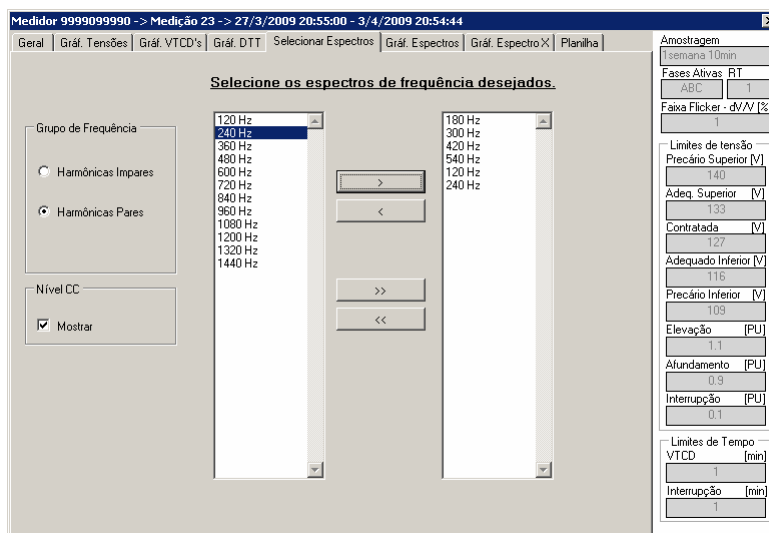 Medidor 9999099990 -> Medição 23 -> 27/3/2009 20:55:00 - 3/4/2009 20:54:44
Geral Gráf. Tensões Gráf. VTCD's Gráf. DTT Selecionar Espectros Gráf. Espectros Gráf. Espectro X Planilha
Selecione os espectros de frequência desejados.
Grupo de Frequência
Harmônicas Impares
Harmônicas Pares
Nível CC
Mostrar
120 Hz
240 Hz
360 Hz
480 Hz
600 Hz
720 Hz
840 Hz
960 Hz
1080 Hz
1200 Hz
1320 Hz
1440 Hz
>
<
>>
<<
180 Hz
300 Hz
420 Hz
540 Hz
120 Hz
240 Hz
Amostragem
1semana 10min
Fases Ativas RT
ABC 1
Faixa Flicker - dV/V [%
1
Limites de tensão
Precário Superior [V]
140
Adeq. Superior [V]
133
Contratada [V]
127
Adequado Inferior [V]
116
Precário Inferior [V]
109
Elevação [PU]
1.1
Afundamento [PU]
0.9
Interrupção [PU]
0.1
Limites de Tempo
VTCD [min]
1
Interrupção [min]
1